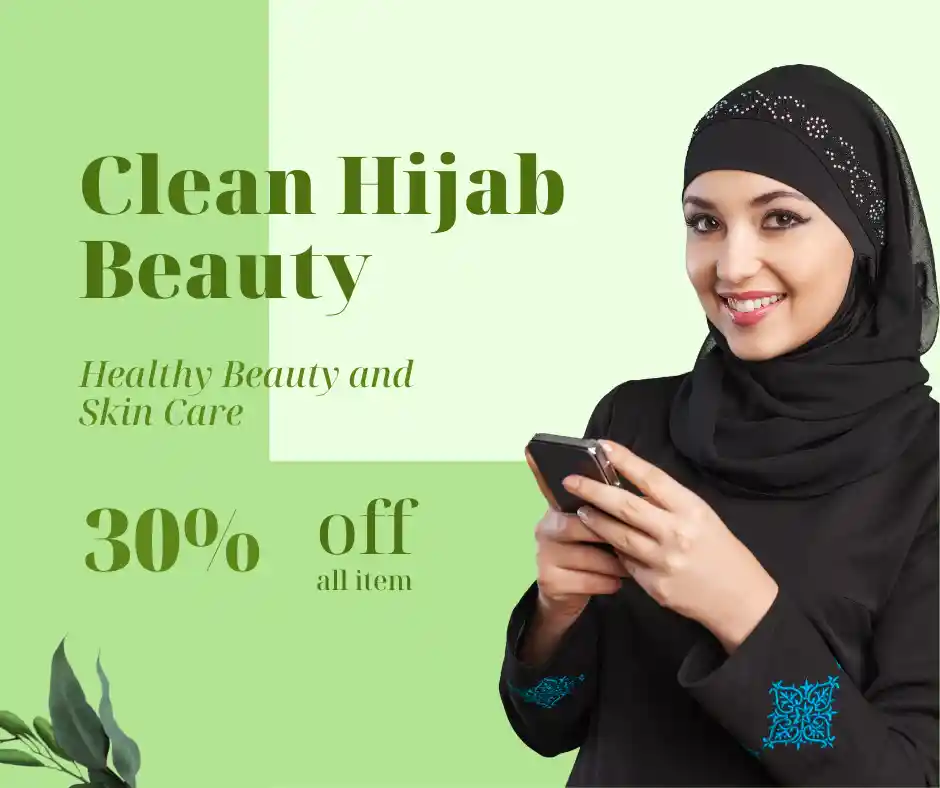 Clean Hijab
Beauty
Healthy Beauty and
Skin Care
30% off
all item